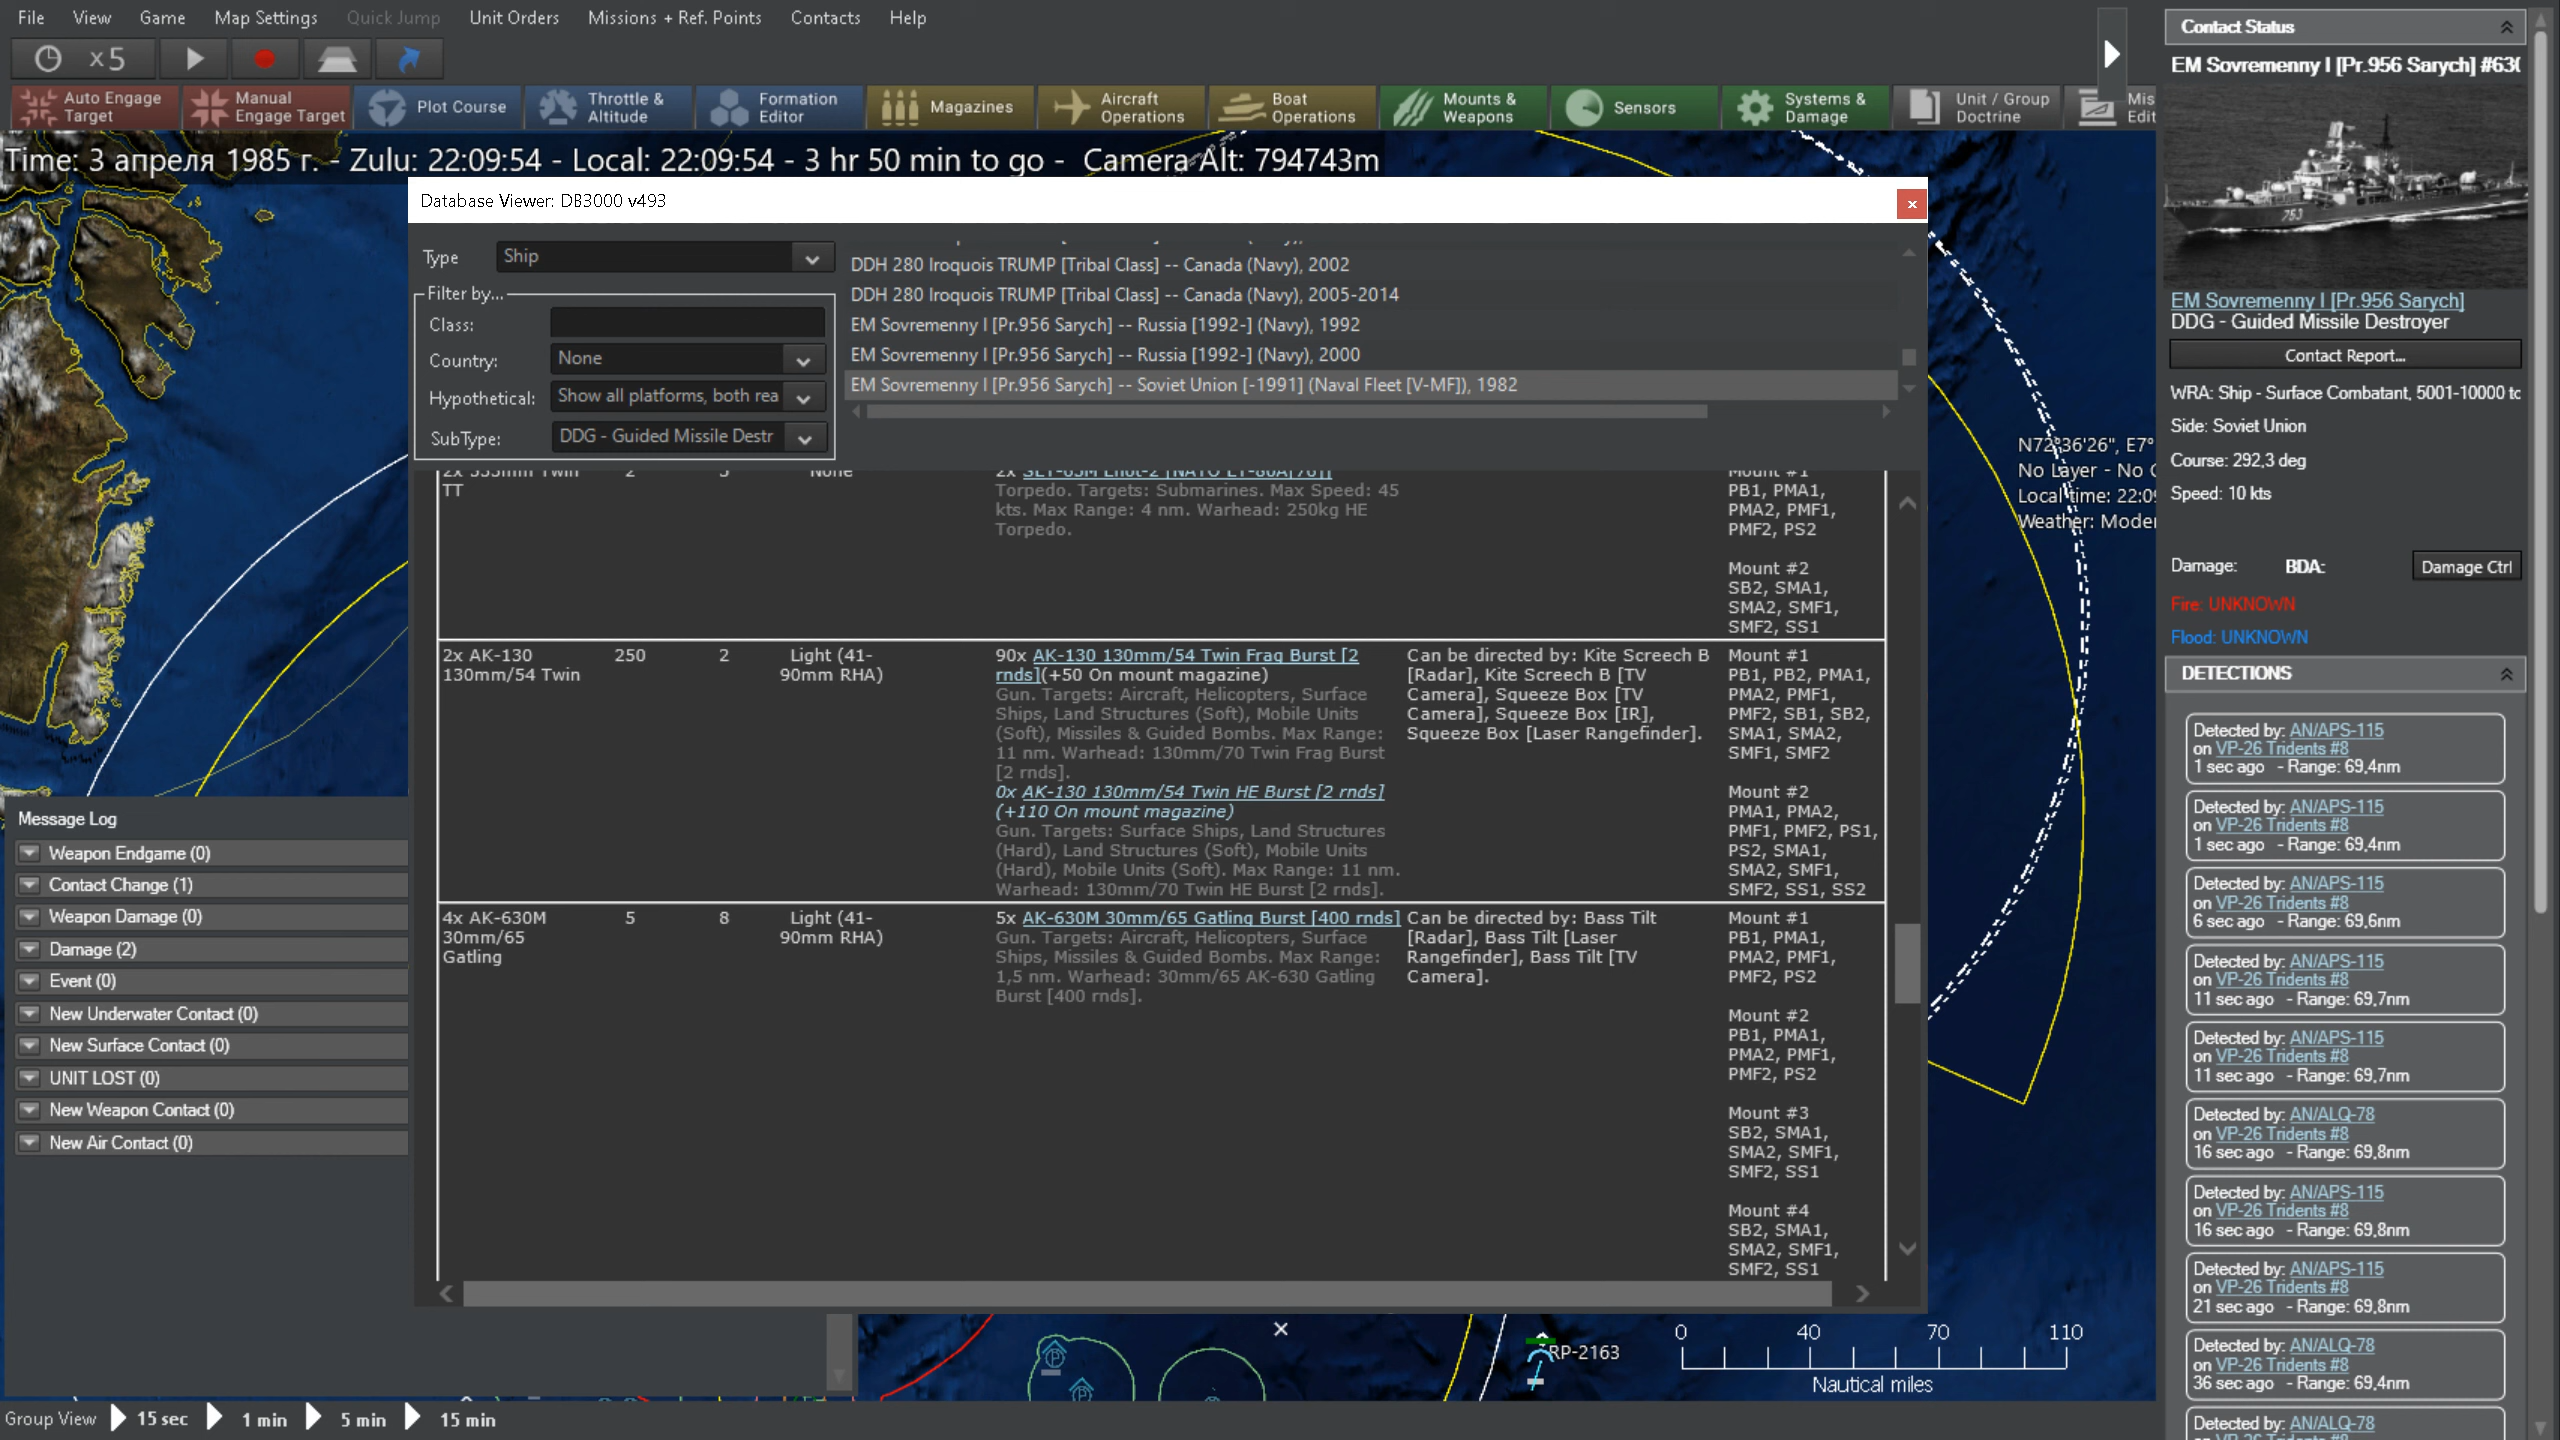 File View Game Map Settings Quick Jump Unit Orders Missions + Ref. Points Contacts Help
x5
Auto Engage Target
Manual Engage Target
Plot Course
Throttle & Altitude
Formation Editor
Magazines
Aircraft Operations
Boat Operations
Mounts & Weapons
Sensors
Systems & Damage
Unit / Group Doctrine
Mis
Edit
Time: 3 апреля 1985 г. - Zulu: 22:09:54 - Local: 22:09:54 - 3 hr 50 min to go - Camera Alt: 794743m
Database Viewer: DB3000 v493
Type Ship
Filter by...
Class:
Country: None
Hypothetical: Show all platforms, both rea
SubType: DDG - Guided Missile Destr
DDH 280 Iroquois TRUMP [Tribal Class] -- Canada (Navy), 2002
DDH 280 Iroquois TRUMP [Tribal Class] -- Canada (Navy), 2005-2014
EM Sovremenny I [Pr.956 Sarych] -- Russia [1992-] (Navy), 1992
EM Sovremenny I [Pr.956 Sarych] -- Russia [1992-] (Navy), 2000
EM Sovremenny I [Pr.956 Sarych] -- Soviet Union [-1991] (Naval Fleet [V-MF]), 1982
TT
Torpedo. Targets: Submarines. Max Speed: 45
kts. Max Range: 4 nm. Warhead: 250kg HE
Torpedo.
Mount #1
PB1, PMA1,
PMA2, PMF1,
PMF2, PS2
Mount #2
SB2, SMA1,
SMA2, SMF1,
SMF2, SS1
2x AK-130
130mm/54 Twin
250
2
Light (41-
90mm RHA)
90x AK-130 130mm/54 Twin Frag Burst [2
rnds](+50 On mount magazine)
Gun. Targets: Aircraft, Helicopters, Surface
Ships, Land Structures (Soft), Mobile Units
(Soft), Missiles & Guided Bombs. Max Range:
11 nm. Warhead: 130mm/70 Twin Frag Burst
[2 rnds].
0x AK-130 130mm/54 Twin HE Burst [2 rnds]
(+110 On mount magazine)
Gun. Targets: Surface Ships, Land Structures
(Hard), Land Structures (Soft), Mobile Units
(Hard), Mobile Units (Soft). Max Range: 11 nm.
Warhead: 130mm/70 Twin HE Burst [2 rnds].
Can be directed by: Kite Screech B
[Radar], Kite Screech B [TV
Camera], Squeeze Box [TV
Camera], Squeeze Box [IR],
Squeeze Box [Laser Rangefinder].
Mount #1
PB1, PB2, PMA1,
PMA2, PMF1,
PMF2, SB1, SB2,
SMA1, SMA2,
SMF1, SMF2
Mount #2
PMA1, PMA2,
PMF1, PMF2, PS1,
PS2, SMA1,
SMA2, SMF1,
SMF2, SS1, SS2
4x AK-630M
30mm/65
Gatling
5
8
Light (41-
90mm RHA)
5x AK-630M 30mm/65 Gatling Burst [400 rnds]
Gun. Targets: Aircraft, Helicopters, Surface
Ships, Missiles & Guided Bombs. Max Range:
1,5 nm. Warhead: 30mm/65 AK-630 Gatling
Burst [400 rnds].
Can be directed by: Bass Tilt
[Radar], Bass Tilt [Laser
Rangefinder], Bass Tilt [TV
Camera].
Mount #1
PB1, PMA1,
PMA2, PMF1,
PMF2, PS2
Mount #2
PB1, PMA1,
PMA2, PMF1,
PMF2, PS2
Mount #3
SB2, SMA1,
SMA2, SMF1,
SMF2, SS1
Mount #4
SB2, SMA1,
SMA2, SMF1,
SMF2, SS1
N72°36'26", E7°
No Layer - No
Local time: 22:09
Weather: Moder
Message Log
Weapon Endgame (0)
Contact Change (1)
Weapon Damage (0)
Damage (2)
Event (0)
New Underwater Contact (0)
New Surface Contact (0)
UNIT LOST (0)
New Weapon Contact (0)
New Air Contact (0)
RP-2163
0 40 70 110
Nautical miles
Group View 15 sec 1 min 5 min 15 min
Contact Status
EM Sovremenny I [Pr.956 Sarych] #63(
753
EM Sovremenny I [Pr.956 Sarych]
DDG - Guided Missile Destroyer
Contact Report...
WRA: Ship - Surface Combatant, 5001-10000 tc
Side: Soviet Union
Course: 292,3 deg
Speed: 10 kts
Damage: BDA: Damage Ctrl
Fire: UNKNOWN
Flood: UNKNOWN
DETECTIONS
Detected by: AN/APS-115
on VP-26 Tridents #8
1 sec ago - Range: 69,4nm
Detected by: AN/APS-115
on VP-26 Tridents #8
1 sec ago - Range: 69,4nm
Detected by: AN/APS-115
on VP-26 Tridents #8
6 sec ago - Range: 69,6nm
Detected by: AN/APS-115
on VP-26 Tridents #8
11 sec ago - Range: 69,7nm
Detected by: AN/APS-115
on VP-26 Tridents #8
11 sec ago - Range: 69,7nm
Detected by: AN/ALQ-78
on VP-26 Tridents #8
16 sec ago - Range: 69,8nm
Detected by: AN/APS-115
on VP-26 Tridents #8
16 sec ago - Range: 69,8nm
Detected by: AN/APS-115
on VP-26 Tridents #8
21 sec ago - Range: 69,8nm
Detected by: AN/ALQ-78
on VP-26 Tridents #8
36 sec ago - Range: 69,4nm
Detected by: AN/ALQ-78